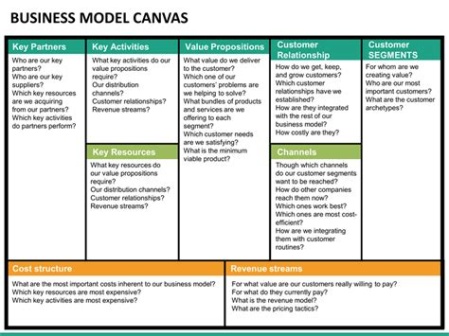 BUSINESS MODEL CANVAS
Key Partners
Who are our key
partners?
Who are our key
suppliers?
Which key resources
are we acquiring
from our partners?
Which key activities
do partners perform?
Key Activities
What key activities do our
value propositions
require?
Our distribution
channels?
Customer relationships?
Revenue streams?
Key Resources
What key resources do
our value propositions
require?
Our distribution channels?
Customer relationships?
Revenue streams?
Value Propositions
What value do we deliver
to the customer?
Which one of our
customers' problems are
we helping to solve?
What bundles of products
and services are we
offering to each
segment?
Which customer needs
are we satisfying?
What is the minimum
viable product?
Customer
Relationship
How do we get, keep,
and grow customers?
Which customer
relationships have we
established?
How are they integrated
with the rest of our
business model?
How costly are they?
Channels
Though which channels
do our customer segments
want to be reached?
How do other companies
reach them now?
Which ones work best?
Which ones are most cost-
efficient?
How are we integrating
them with customer
routines?
Customer
SEGMENTS
For whom are we
creating value?
Who are our most
important customers?
What are the customer
archetypes?
Cost structure
What are the most important costs inherent to our business model?
Which key resources are most expensive?
Which key activities are most expensive?
Revenue streams
For what value are our customers really willing to pay?
For what do they currently pay?
What is the revenue model?
What are the pricing tactics?